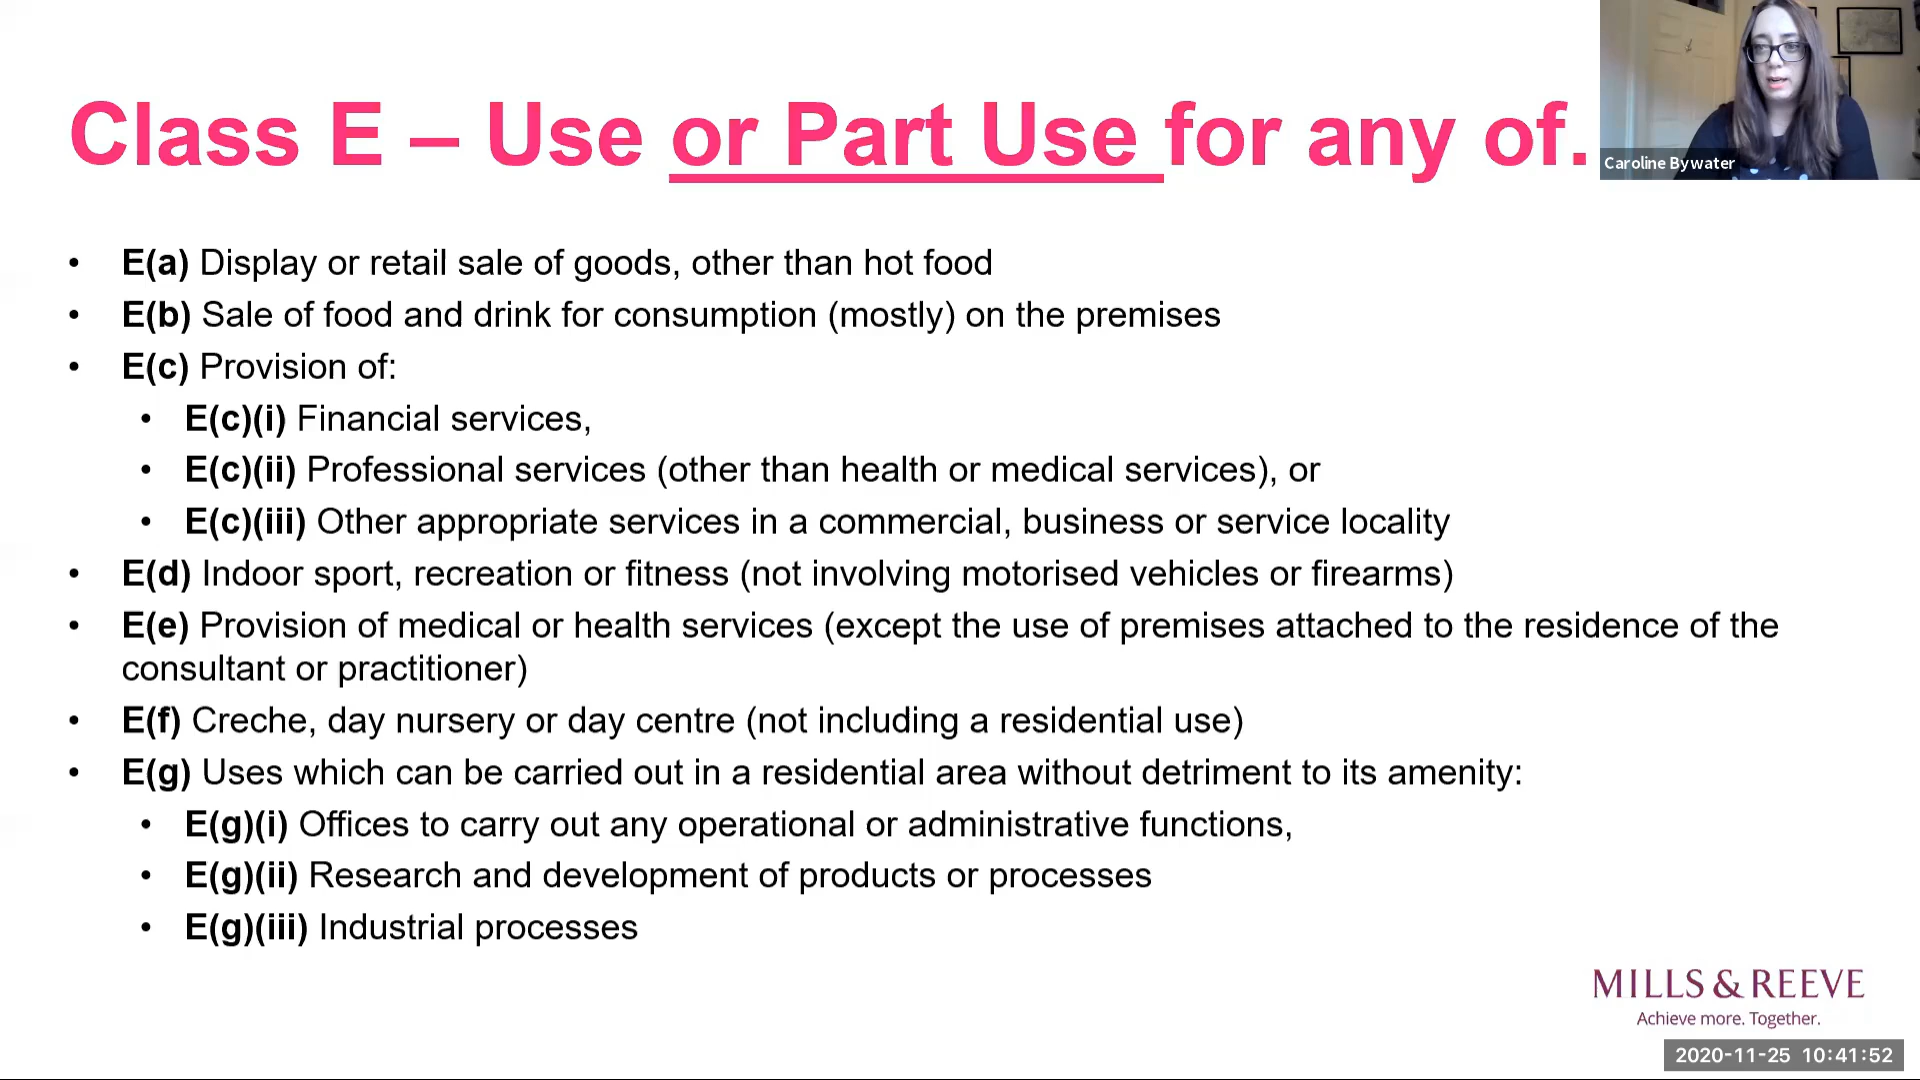 Class E – Use or Part Use for any of.
Caroline Bywater
• E(a) Display or retail sale of goods, other than hot food
• E(b) Sale of food and drink for consumption (mostly) on the premises
• E(c) Provision of:
• E(c)(i) Financial services,
• E(c)(ii) Professional services (other than health or medical services), or
• E(c)(iii) Other appropriate services in a commercial, business or service locality
• E(d) Indoor sport, recreation or fitness (not involving motorised vehicles or firearms)
• E(e) Provision of medical or health services (except the use of premises attached to the residence of the
consultant or practitioner)
• E(f) Creche, day nursery or day centre (not including a residential use)
• E(g) Uses which can be carried out in a residential area without detriment to its amenity:
• E(g)(i) Offices to carry out any operational or administrative functions,
• E(g)(ii) Research and development of products or processes
• E(g)(iii) Industrial processes
MILLS & REEVE
Achieve more. Together.
2020-11-25 10:41:52